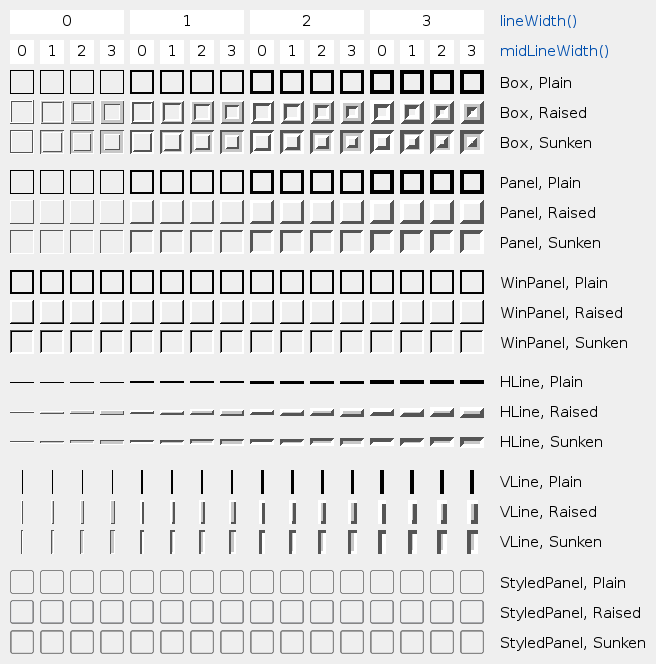 0 1 2 3 lineWidth()
0 1 2 3 0 1 2 3 0 1 2 3 0 1 2 3 midLineWidth()
Box, Plain
Box, Raised
Box, Sunken
Panel, Plain
Panel, Raised
Panel, Sunken
WinPanel, Plain
WinPanel, Raised
WinPanel, Sunken
HLine, Plain
HLine, Raised
HLine, Sunken
VLine, Plain
VLine, Raised
VLine, Sunken
StyledPanel, Plain
StyledPanel, Raised
StyledPanel, Sunken